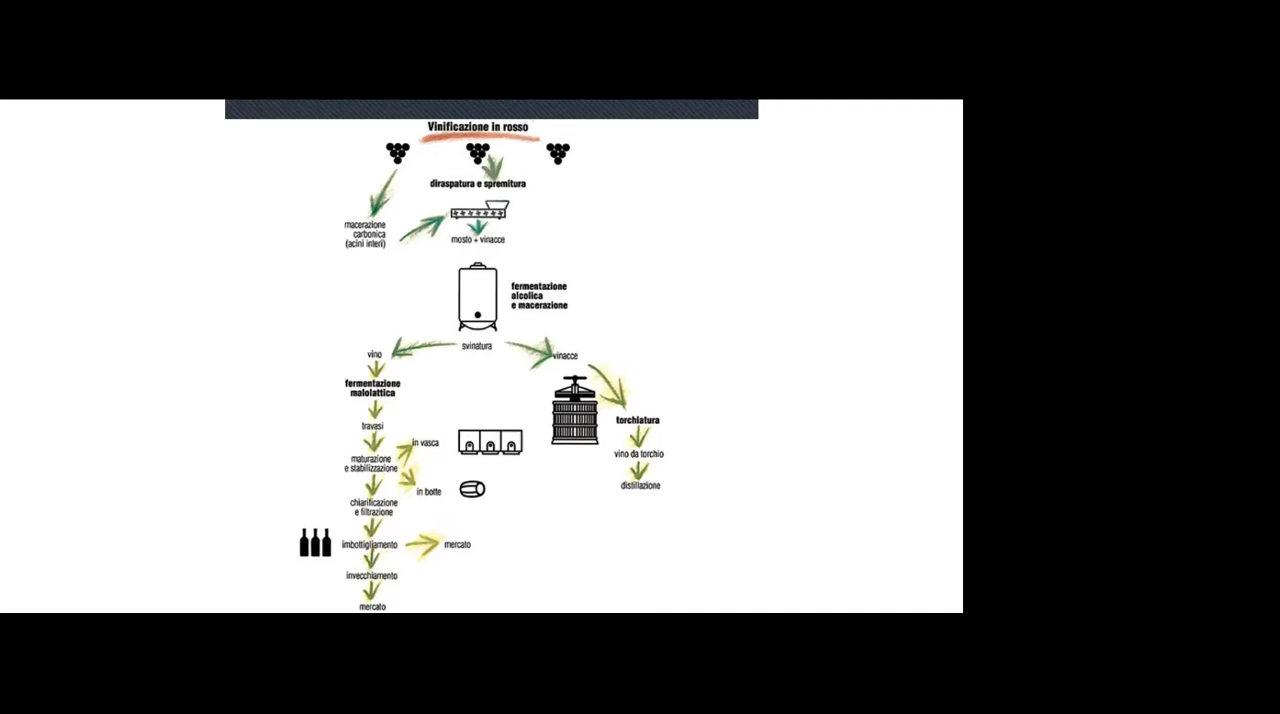 Vinificazione in rosso
diraspatura e spremitura
macerazione
carbonica
(acini interi)
mosto + vinacce
fermentazione
alcolica
e macerazione
svinatura
vino
vinacce
fermentazione
malolattica
torchiatura
travasi
in vasca
vino da torchio
maturazione
e stabilizzazione
distillazione
in botte
chiarificazione
e filtrazione
imbottigliamento
mercato
invecchiamento
mercato